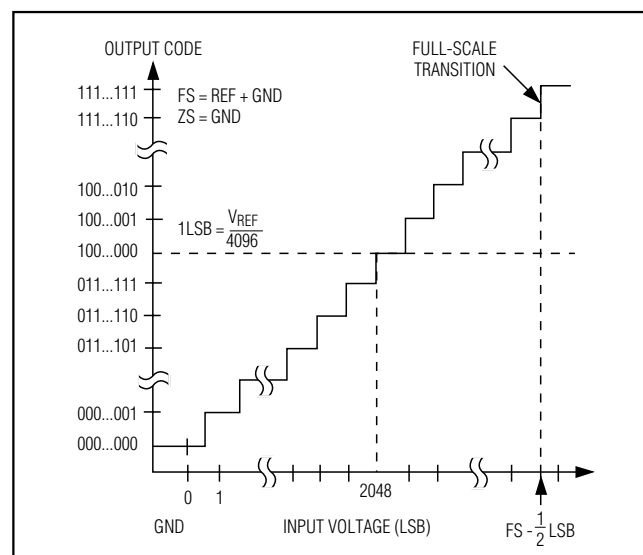 OUTPUT CODE
FULL-SCALE
TRANSITION
111...111
FS = REF + GND
111...110
ZS = GND
100...010
100...001
1LSB = VREF/4096
100...000
011...111
011...110
011...101
000...001
000...000
0 1 2048
GND INPUT VOLTAGE (LSB) FS - 1/2 LSB